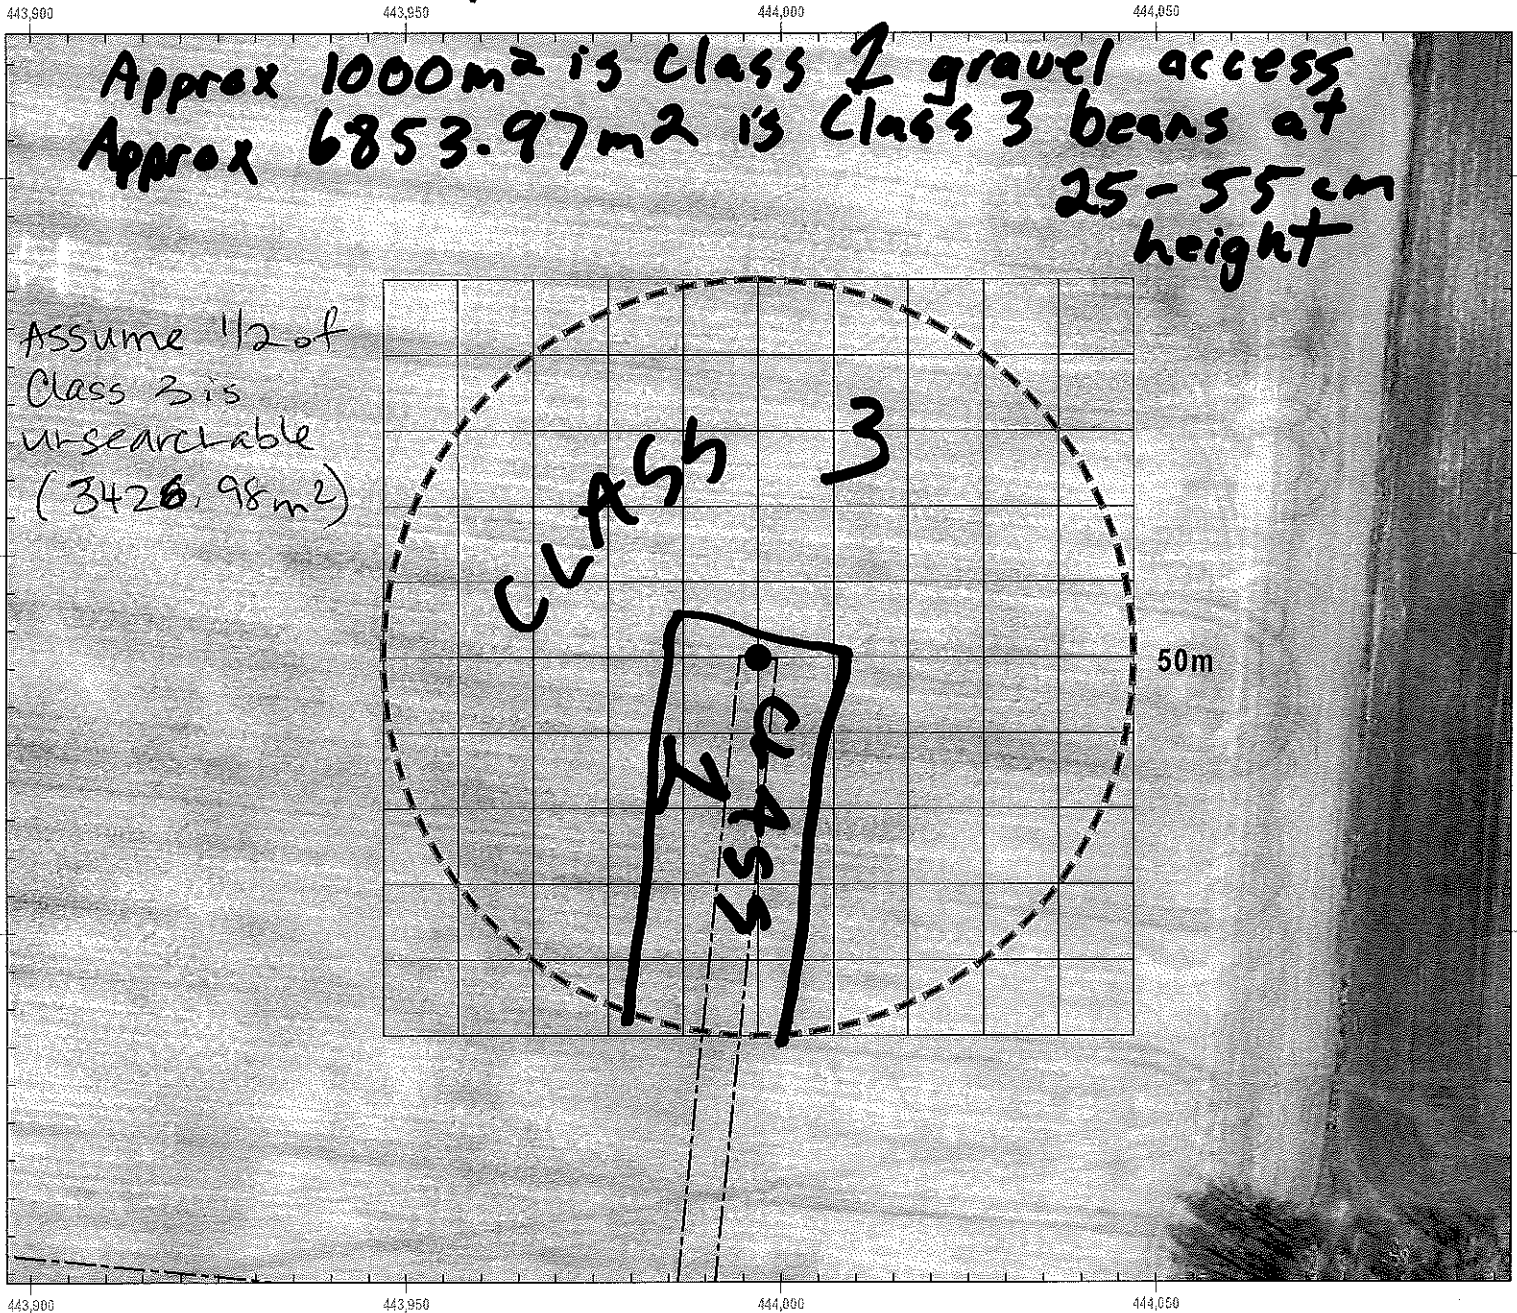 443,900 443,950 444,000 444,050
Approx 1000m² is class 1 gravel access
Approx 6853.97m² is Class 3 beans at
25-55cm
height
Assume 1/2 of
Class 3 is
unsearchable
(3426.98m²)
CLASS 3
50m
CLASS 1
443,900 443,950 444,000 444,050